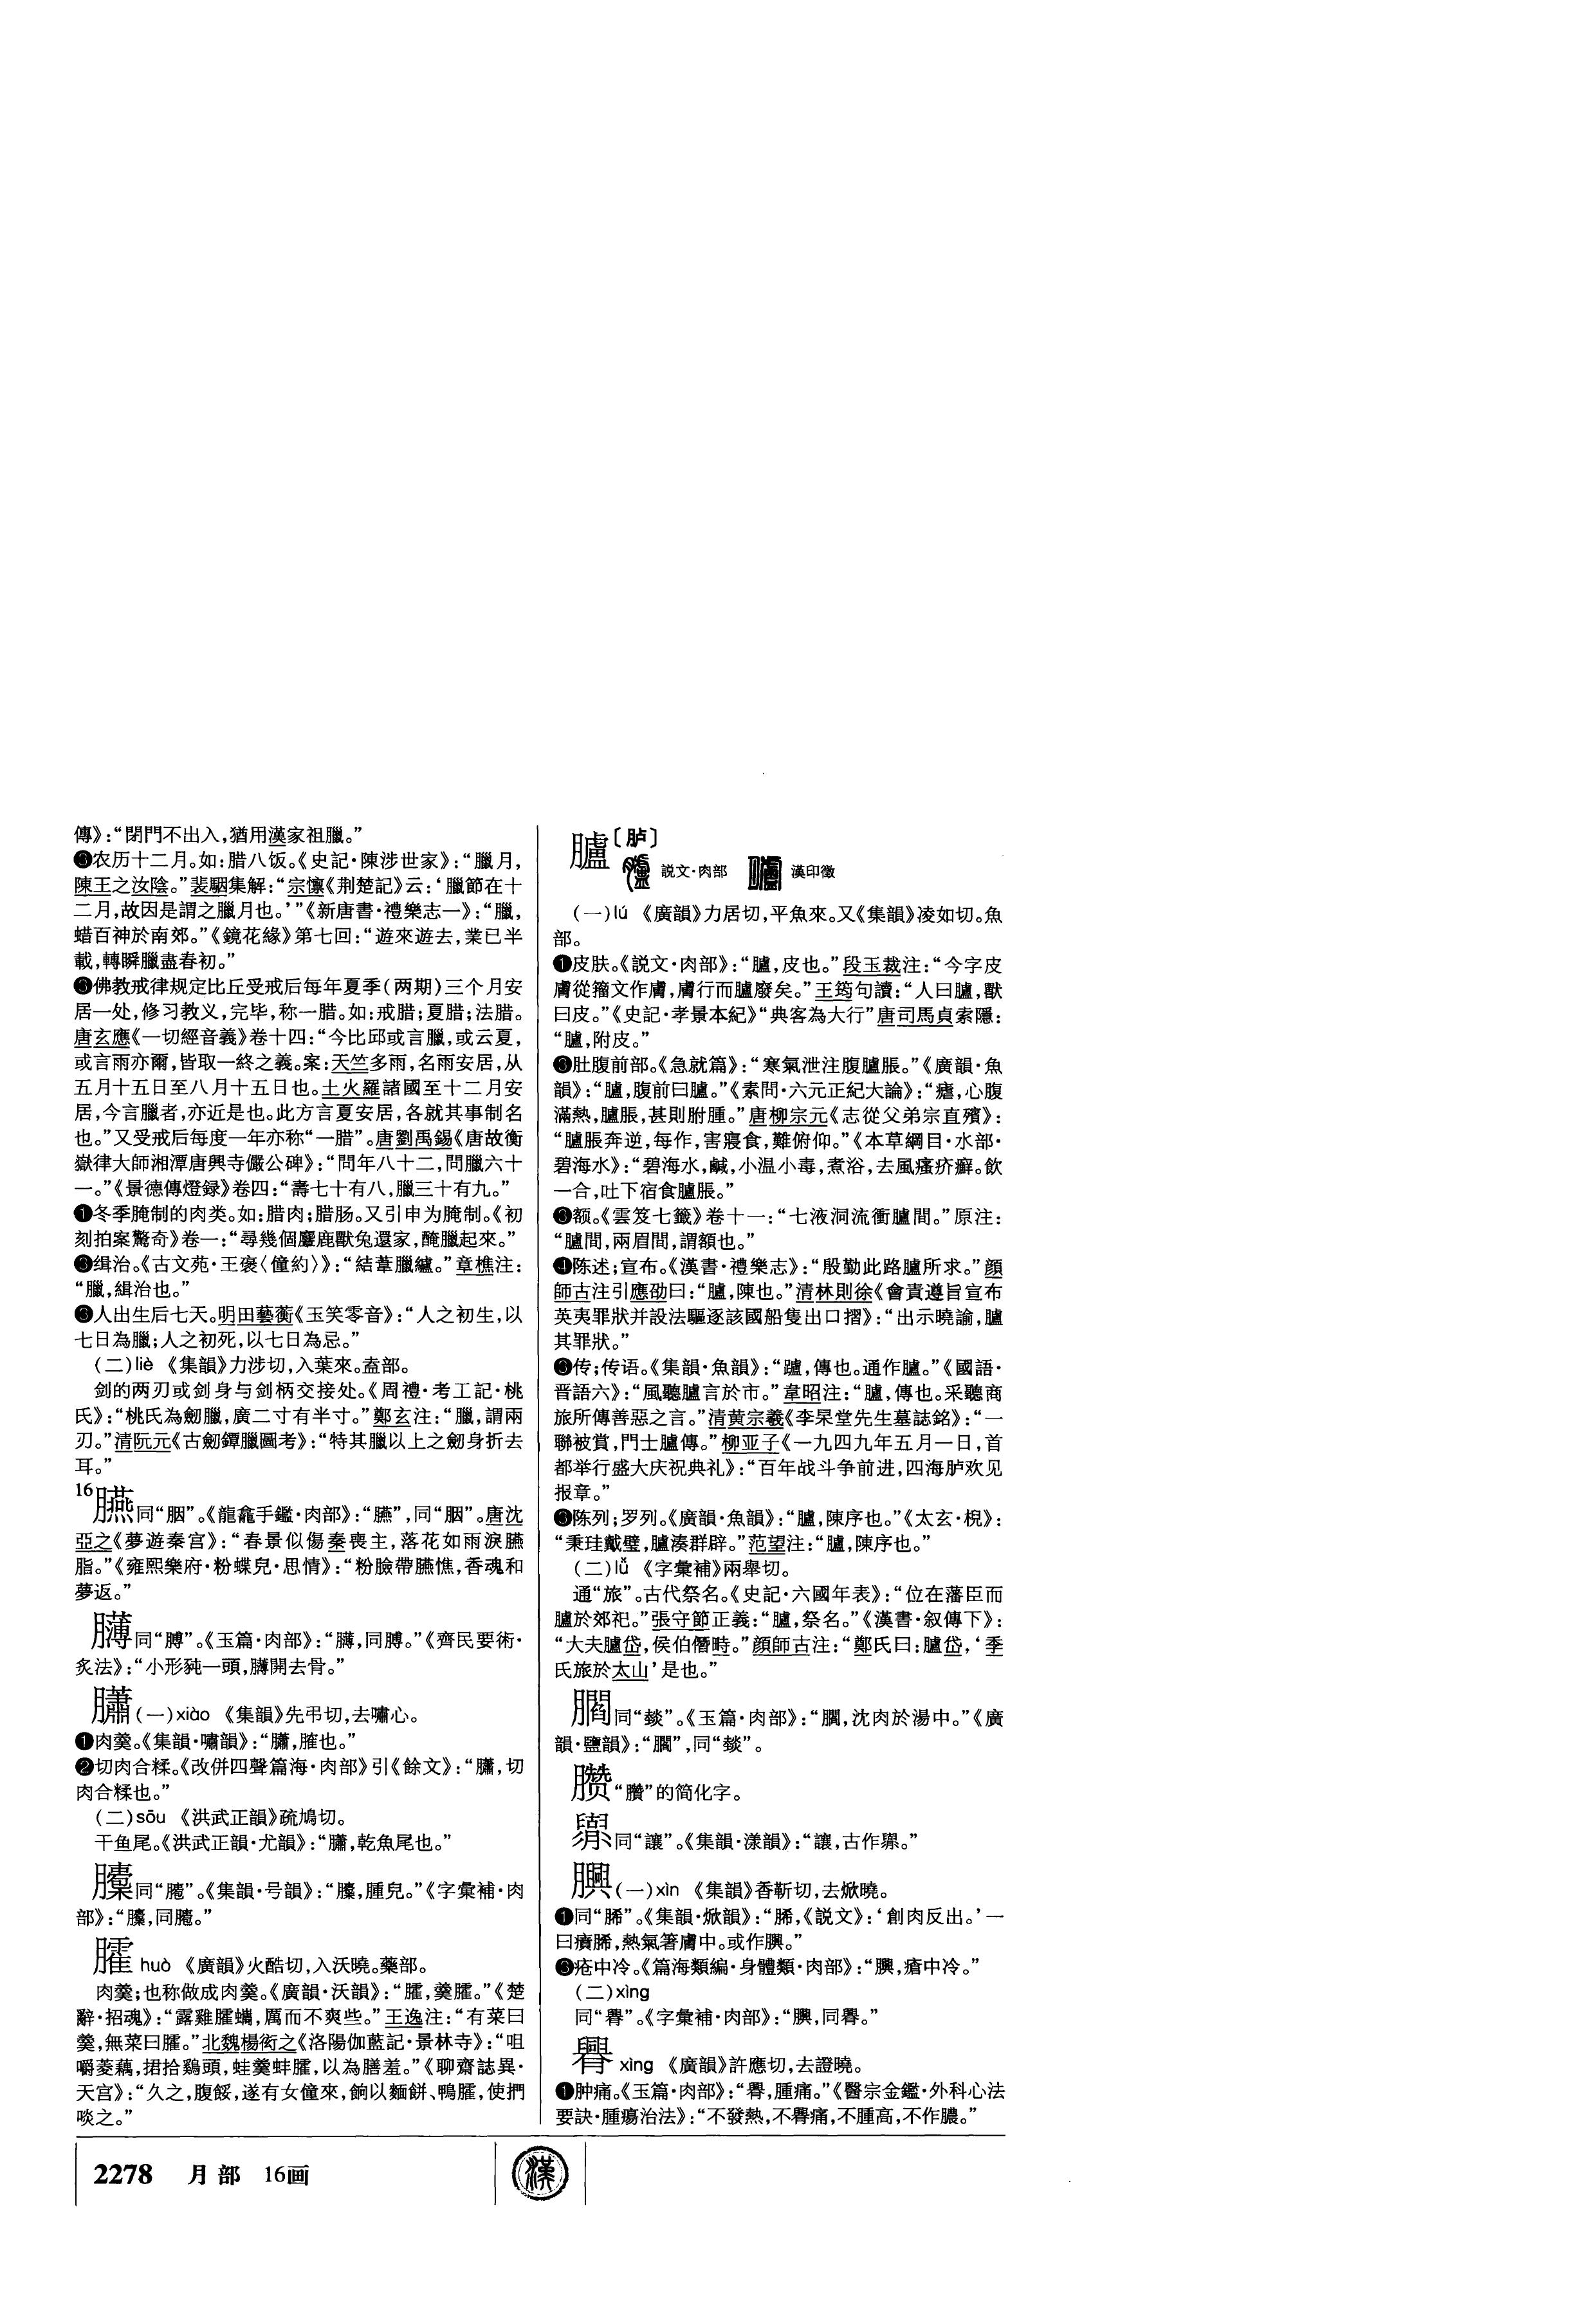 傳》:“閉門不出入,猶用漢家祖臘。”
❸农历十二月。如:腊八饭。《史記·陳涉世家》:“臘月,
陳王之汝陰。”裴駰集解:“宗懍《荆楚記》云:‘臘節在十
二月,故因是謂之臘月也。’”《新唐書·禮樂志一》:“臘,
蜡百神於南郊。”《鏡花緣》第七回:“遊來遊去,業已半
載,轉瞬臘盡春初。”
❸佛教戒律规定比丘受戒后每年夏季(两期)三个月安
居一处,修习教义,完毕,称一腊。如:戒腊;夏腊;法腊。
唐玄應《一切經音義》卷十四:“今比邱或言臘,或云夏,
或言雨亦爾,皆取一終之義。案:天竺多雨,名雨安居,从
五月十五日至八月十五日也。土火羅諸國至十二月安
居,今言臘者,亦近是也。此方言夏安居,各就其事制名
也。”又受戒后每度一年亦称“一腊”。唐劉禹錫《唐故衡
嶽律大師湘潭唐興寺儼公碑》:“問年八十二,問臘六十
一。”《景德傳燈録》卷四:“壽七十有八,臘三十有九。”
❶冬季腌制的肉类。如:腊肉;腊肠。又引申为腌制。《初
刻拍案驚奇》卷一:“尋幾個麞鹿獸兔還家,醃臘起來。”
❸缉治。《古文苑·王褒〈僮約〉》:“結葦臘纑。”章樵注:
“臘,緝治也。”
❸人出生后七天。明田藝蘅《玉笑零音》:“人之初生,以
七日為臘;人之初死,以七日為忌。”
(二)liè 《集韻》力涉切,入葉來。盍部。
剑的两刃或剑身与剑柄交接处。《周禮·考工記·桃
氏》:“桃氏為劒臘,廣二寸有半寸。”鄭玄注:“臘,謂兩
刃。”清阮元《古劒鐔臘圖考》:“特其臘以上之劒身折去
耳。”
16
臙同“胭”。《龍龕手鑑·肉部》:“臙”,同“胭”。唐沈
亞之《夢遊秦宫》:“春景似傷秦喪主,落花如雨淚臙
脂。”《雍熙樂府·粉蝶兒·思情》:“粉臉帶臙憔,香魂和
夢返。”
同“膊”。《玉篇·肉部》:“,同膊。”《齊民要術·
炙法》:“小形㹠一頭,開去骨。”
(一)xiào 《集韻》先弔切,去嘯心。
❶肉羹。《集韻·嘯韻》:“,脽也。”
❷切肉合糅。《改併四聲篇海·肉部》引《餘文》:“,切
肉合糅也。”
(二)sōu 《洪武正韻》疏鳩切。
干鱼尾。《洪武正韻·尤韻》:“,乾魚尾也。”
同“”。《集韻·号韻》:“,腫皃。”《字彙補·肉
部》:“,同。”
臛 huò 《廣韻》火酷切,入沃曉。藥部。
肉羹;也称做成肉羹。《廣韻·沃韻》:“臛,羹臛。”《楚
辭·招魂》:“露雞臛蠵,厲而不爽些。”王逸注:“有菜曰
羹,無菜曰臛。”北魏楊衒之《洛陽伽藍記·景林寺》:“咀
嚼菱藕,捃拾鷄頭,蛙羹蚌臛,以為膳羞。”《聊齋誌異·
天宫》:“久之,腹餒,遂有女僮來,餉以麵餅、鴨臛,使捫
啖之。”
臚〔胪〕
説文·肉部 漢印徵
(一)lú 《廣韻》力居切,平魚來。又《集韻》凌如切。魚
部。
❶皮肤。《説文·肉部》:“臚,皮也。”段玉裁注:“今字皮
膚從籀文作膚,膚行而臚廢矣。”王筠句讀:“人曰臚,獸
曰皮。”《史記·孝景本紀》“典客為大行”唐司馬貞索隱:
“臚,附皮。”
❸肚腹前部。《急就篇》:“寒氣泄注腹臚脹。”《廣韻·魚
韻》:“臚,腹前曰臚。”《素問·六元正紀大論》:“瘧,心腹
滿熱,臚脹,甚則胕腫。”唐柳宗元《志從父弟宗直殯》:
“臚脹奔逆,每作,害寢食,難俯仰。”《本草綱目·水部·
碧海水》:“碧海水,鹹,小温小毒,煮浴,去風瘙疥癬。飲
一合,吐下宿食臚脹。”
❸额。《雲笈七籤》卷十一:“七液洞流衝臚間。”原注:
“臚間,兩眉間,謂額也。”
❹陈述;宣布。《漢書·禮樂志》:“殷勤此路臚所求。”顔
師古注引應劭曰:“臚,陳也。”清林則徐《會責遵旨宣布
英夷罪狀并設法驅逐該國船隻出口摺》:“出示曉諭,臚
其罪狀。”
❸传;传语。《集韻·魚韻》:“,傳也。通作臚。”《國語·
晋語六》:“風聽臚言於市。”韋昭注:“臚,傳也。采聽商
旅所傳善惡之言。”清黄宗羲《李杲堂先生墓誌銘》:“一
聯被賞,門士臚傳。”柳亚子《一九四九年五月一日,首
都举行盛大庆祝典礼》:“百年战斗争前进,四海胪欢见
报章。”
❸陈列;罗列。《廣韻·魚韻》:“臚,陳序也。”《太玄·棿》:
“秉珪戴璧,臚湊群辟。”范望注:“臚,陳序也。”
(二)lǚ 《字彙補》兩舉切。
通“旅”。古代祭名。《史記·六國年表》:“位在藩臣而
臚於郊祀。”張守節正義:“臚,祭名。”《漢書·叙傳下》:
“大夫臚岱,侯伯僭畤。”顔師古注:“鄭氏曰:臚岱,‘季
氏旅於太山’是也。”
同“燅”。《玉篇·肉部》:“,沈肉於湯中。”《廣
韻·鹽韻》:“”,同“燅”。
“臢”的简化字。
同“讓”。《集韻·漾韻》:“讓,古作。”
(一)xìn 《集韻》香靳切,去焮曉。
❶同“脪”。《集韻·焮韻》:“脪,《説文》:‘創肉反出。’一
曰癀脪,熱氣箸膚中。或作。”
❸疮中冷。《篇海類編·身體類·肉部》:“,瘡中冷。”
(二)xìng
同“”。《字彙補·肉部》:“,同。”
xìng 《廣韻》許應切,去證曉。
❶肿痛。《玉篇·肉部》:“,腫痛。”《醫宗金鑑·外科心法
要訣·腫瘍治法》:“不發熱,不痛,不腫高,不作膿。”
2278 月部 16画
漢